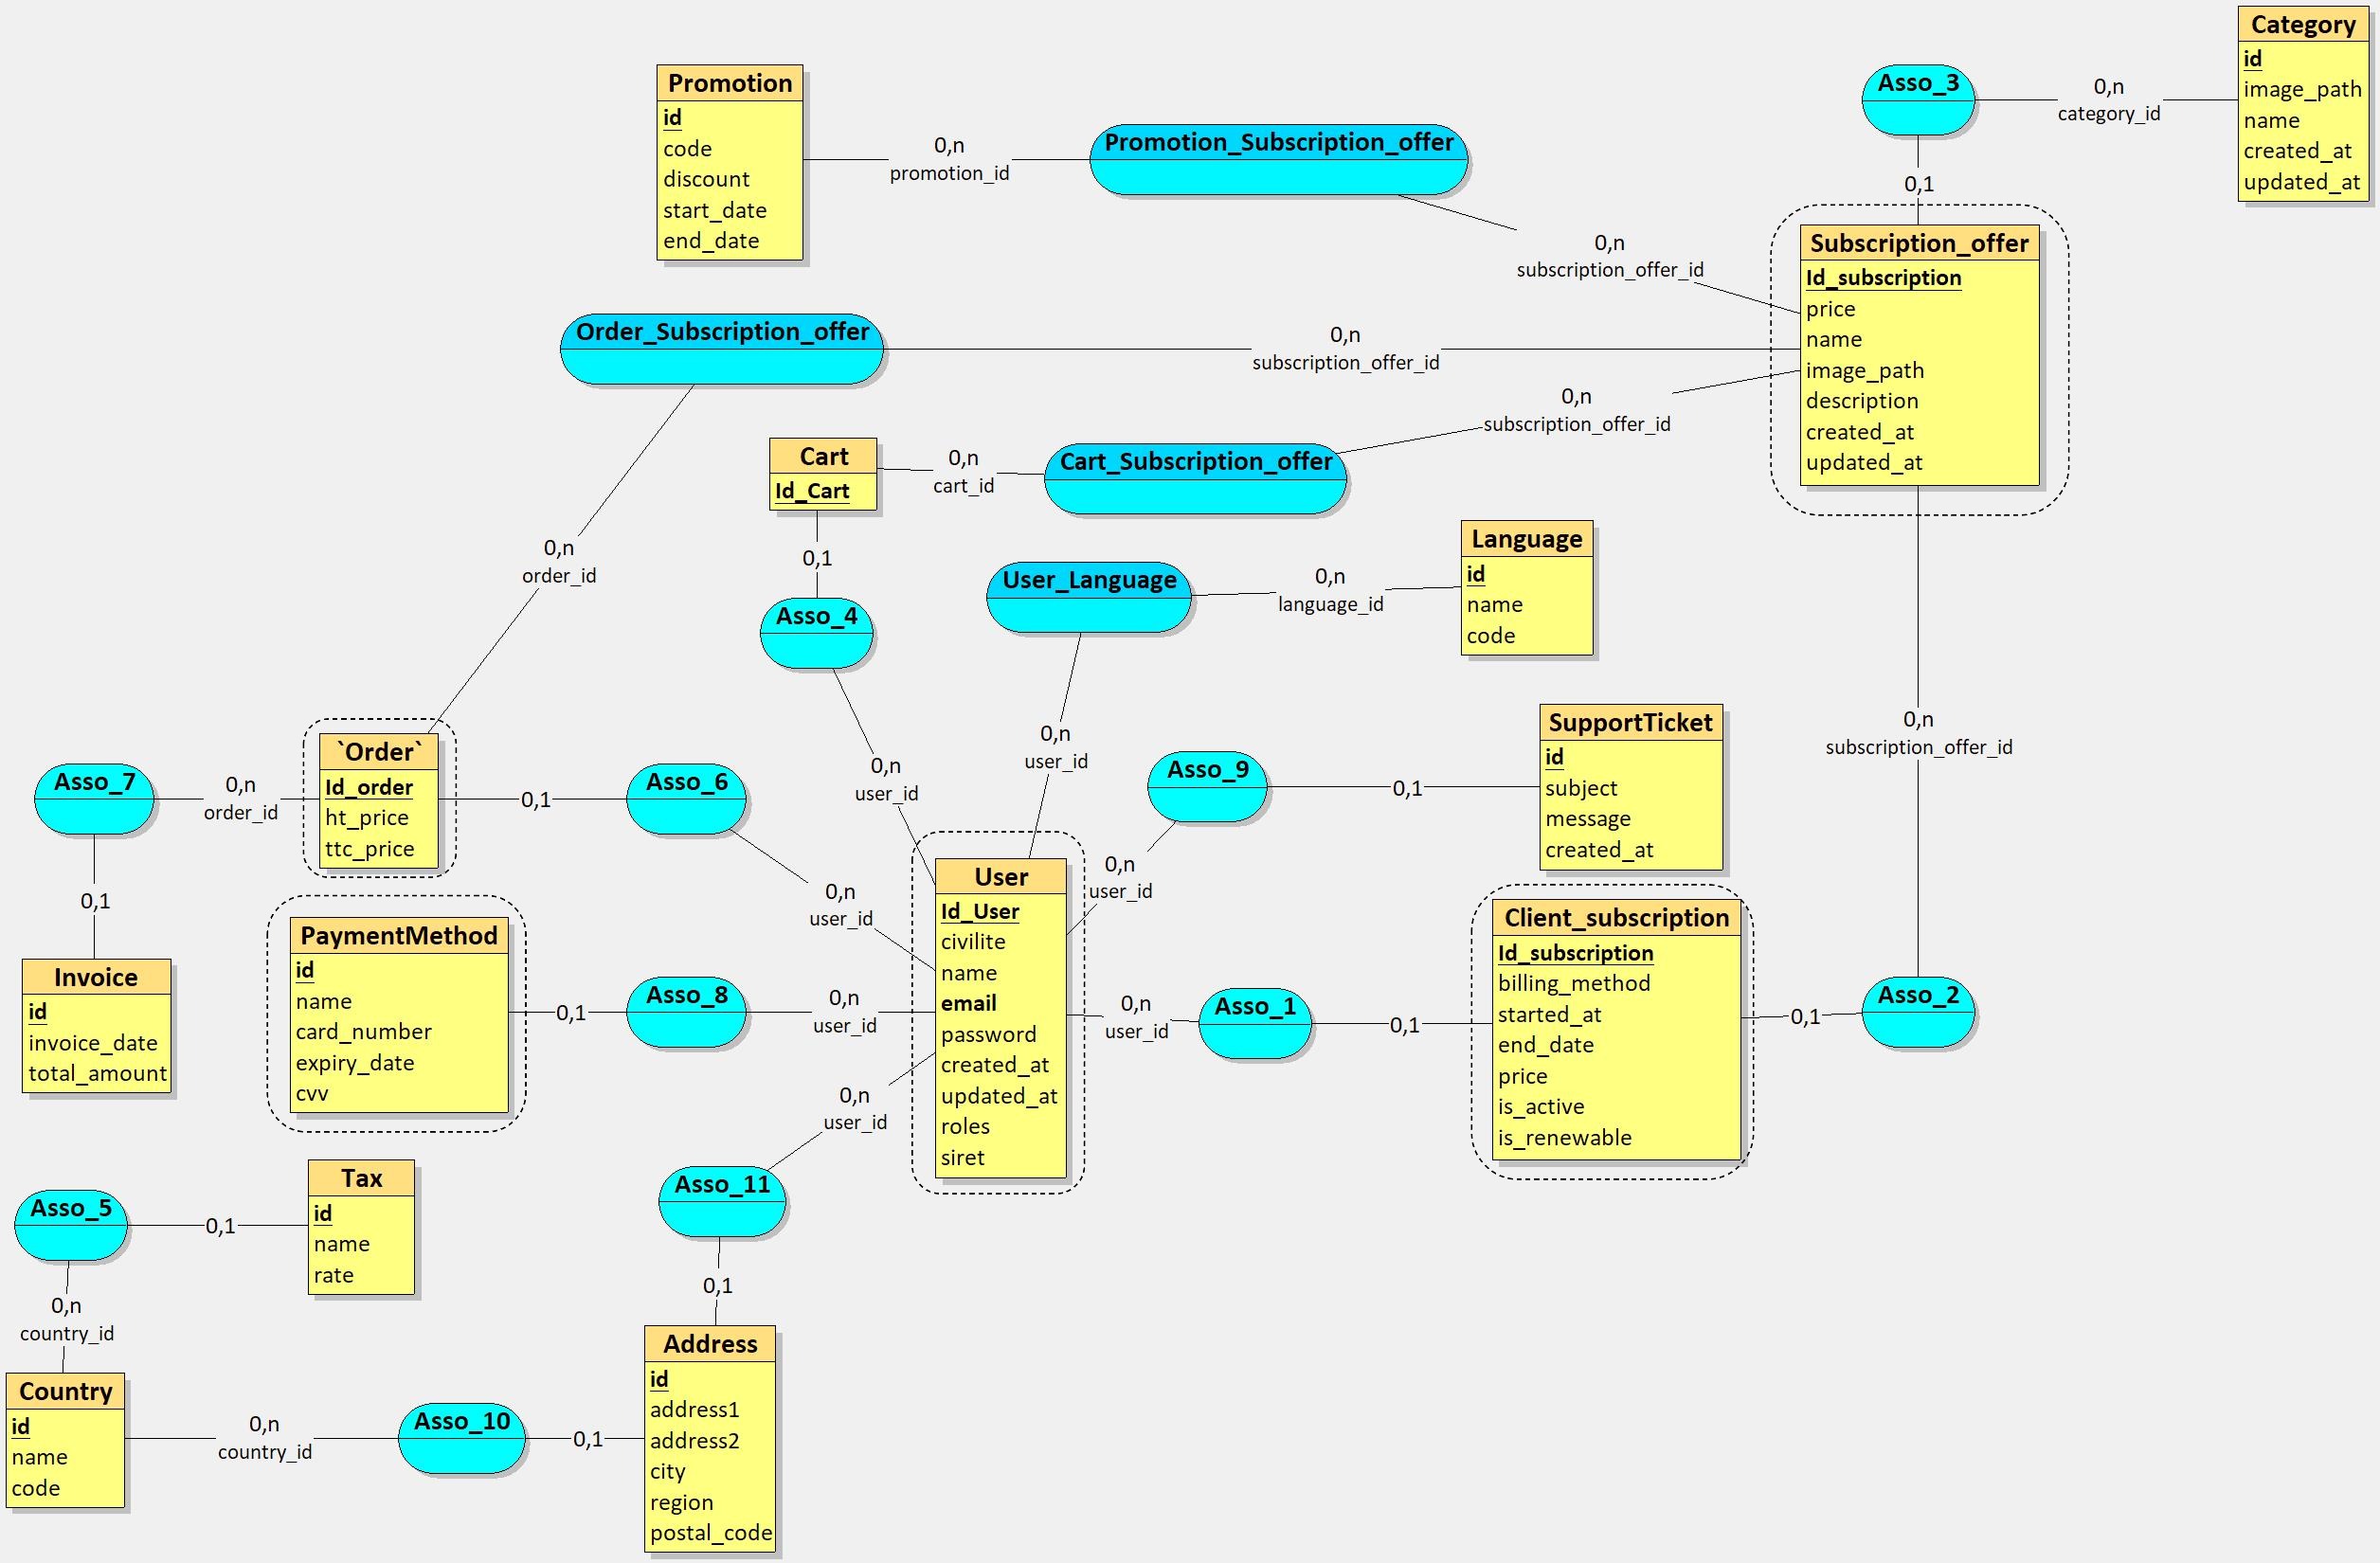 Category
id
image_path
name
created_at
updated_at
Asso_3
0,n
category_id
0,1
Promotion
id
code
discount
start_date
end_date
0,n
promotion_id
Promotion_Subscription_offer
0,n
subscription_offer_id
Subscription_offer
Id_subscription
price
name
image_path
description
created_at
updated_at
Order_Subscription_offer
0,n
subscription_offer_id
0,n
subscription_offer_id
Cart
Id_Cart
0,n
cart_id
Cart_Subscription_offer
0,n
order_id
0,1
Asso_4
User_Language
0,n
language_id
Language
id
name
code
0,n
user_id
0,n
user_id
Asso_7
0,n
order_id
`Order`
Id_order
ht_price
ttc_price
0,1
Asso_6
0,n
user_id
Asso_9
0,1
SupportTicket
id
subject
message
created_at
0,n
user_id
0,n
subscription_offer_id
0,1
Invoice
id
invoice_date
total_amount
PaymentMethod
id
name
card_number
expiry_date
cvv
0,1
Asso_8
0,n
user_id
User
Id_User
civilite
name
email
password
created_at
updated_at
roles
siret
0,n
user_id
Asso_1
0,1
Client_subscription
Id_subscription
billing_method
started_at
end_date
price
is_active
is_renewable
0,1
Asso_2
0,n
user_id
Asso_11
0,1
Asso_5
0,1
Tax
id
name
rate
0,n
country_id
Country
id
name
code
0,n
country_id
Asso_10
0,1
Address
id
address1
address2
city
region
postal_code